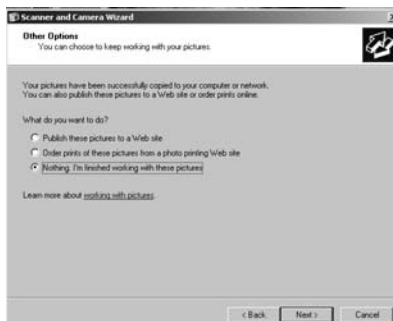 Scanner and Camera Wizard
Other Options
You can choose to keep working with your pictures.
Your pictures have been successfully copied to your computer or network.
You can also publish these pictures to a Web site or order prints online.
What do you want to do?
Publish these pictures to a Web site
Order prints of these pictures from a photo printing Web site
Nothing. I'm finished working with these pictures
Learn more about working with pictures.
< Back Next > Cancel